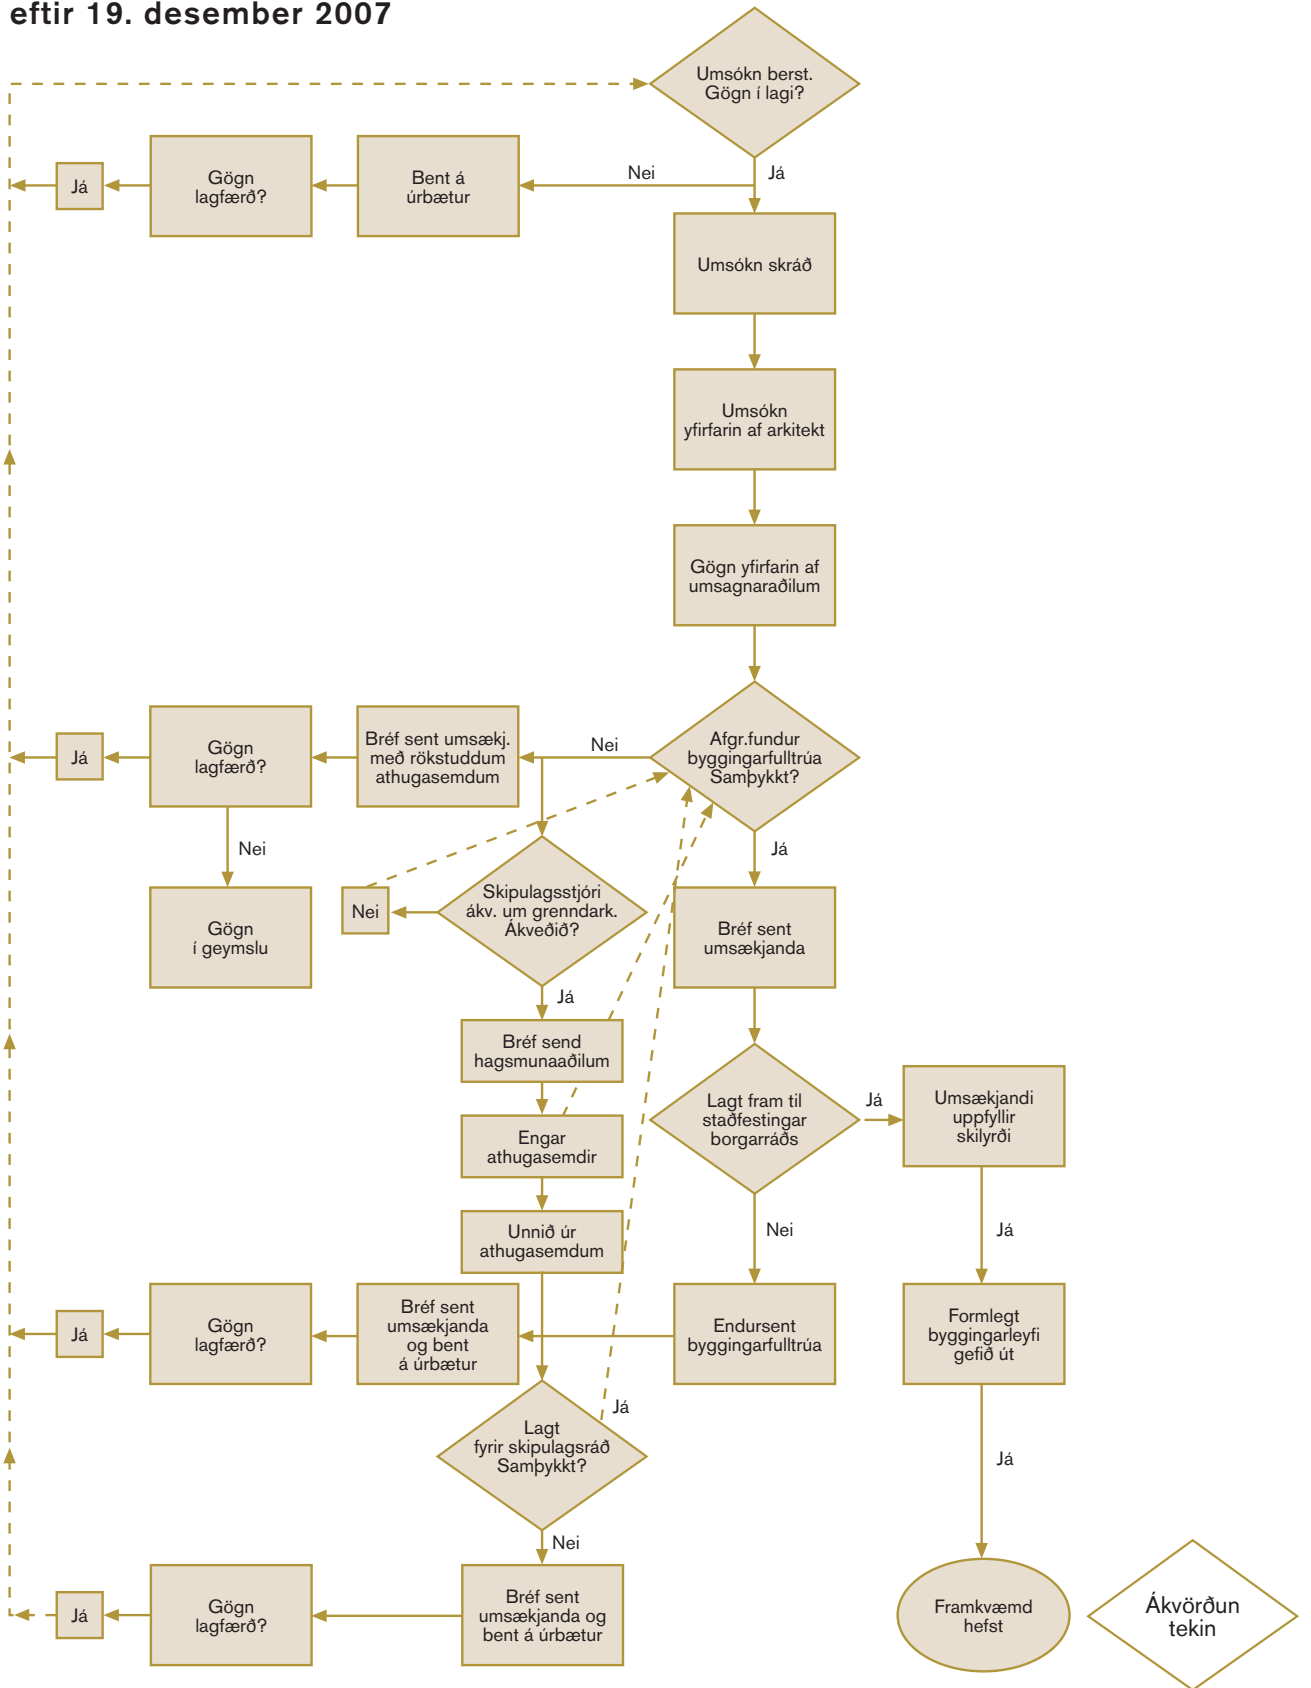 eftir 19. desember 2007
Umsókn berst.
Gögn í lagi?
Nei
Já
Bent á
úrbætur
Gögn
lagfærð?
Já
Umsókn skráð
Umsókn
yfirfarin af arkitekt
Gögn yfirfarin af
umsagnaraðilum
Afgr.fundur
byggingarfulltrúa
Samþykkt?
Nei
Bréf sent umsækj.
með rökstuddum
athugasemdum
Gögn
lagfærð?
Já
Nei
Gögn
í geymslu
Já
Skipulagsstjóri
ákv. um grenndark.
Ákveðið?
Nei
Bréf sent
umsækjanda
Já
Bréf send
hagsmunaaðilum
Engar
athugasemdir
Unnið úr
athugasemdum
Lagt fram til
staðfestingar
borgarráðs
Já
Umsækjandi
uppfyllir
skilyrði
Nei
Já
Endursent
byggingarfulltrúa
Bréf sent
umsækjanda
og bent
á úrbætur
Gögn
lagfærð?
Já
Formlegt
byggingarleyfi
gefið út
Já
Lagt
fyrir skipulagsráð
Samþykkt?
Já
Nei
Bréf sent
umsækjanda og
bent á úrbætur
Gögn
lagfærð?
Já
Framkvæmd
hefst
Ákvörðun
tekin